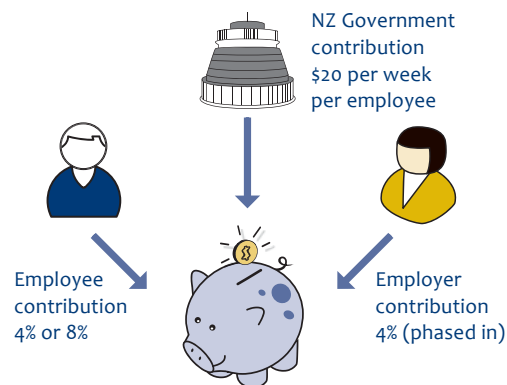 NZ Government
contribution
$20 per week
per employee
Employee
contribution
4% or 8%
Employer
contribution
4% (phased in)